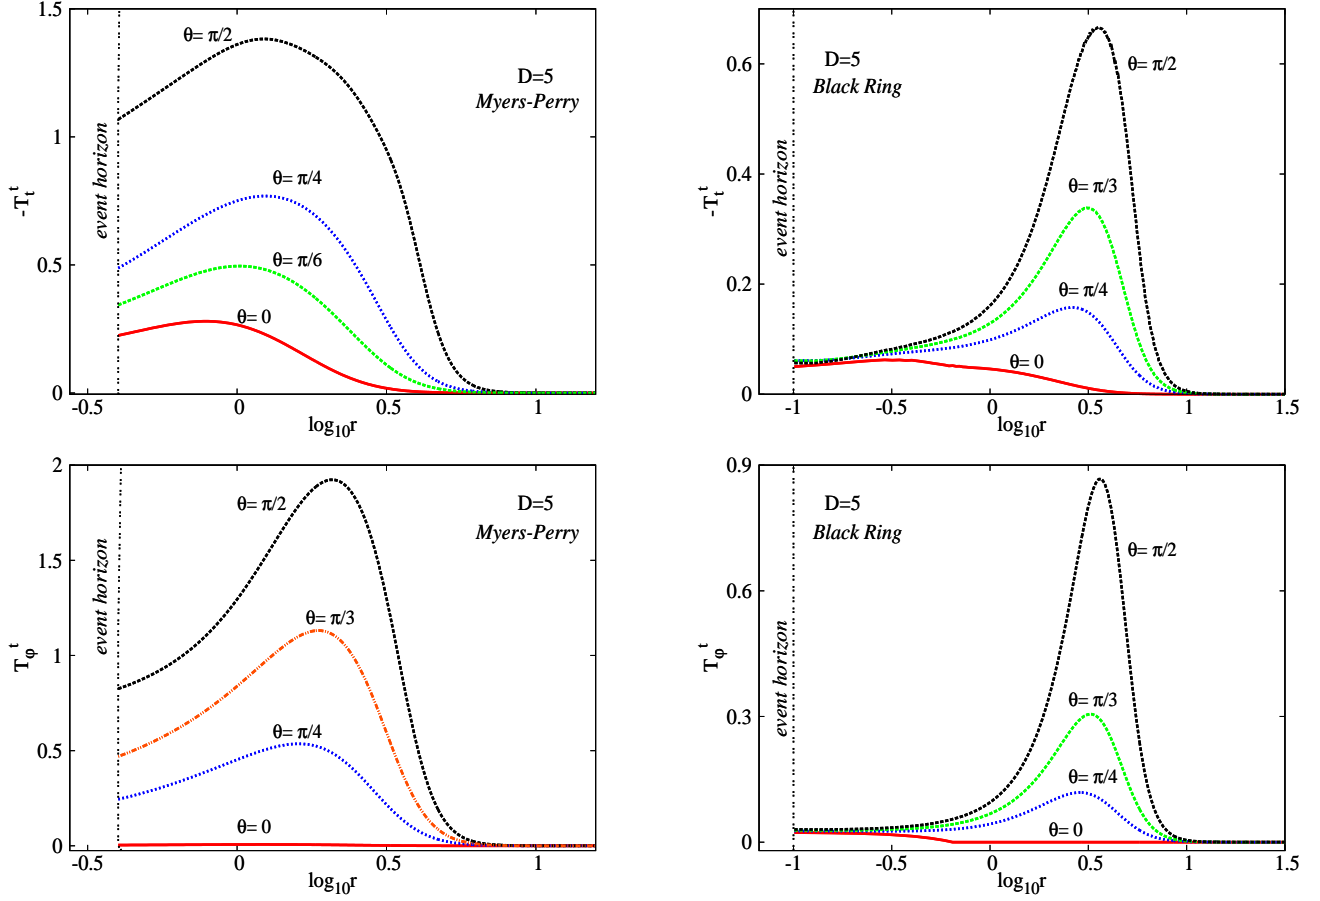 1.5
1
0.5
0
-T_t^t
θ= π/2
D=5
Myers-Perry
θ= π/4
θ= π/6
θ= 0
event horizon
-0.5 0 0.5 1
log10r
0.6
0.4
0.2
0
-T_t^t
D=5
Black Ring
θ= π/2
θ= π/3
θ= π/4
θ= 0
event horizon
-1 -0.5 0 0.5 1 1.5
log10r
2
1.5
1
0.5
0
T_φ^t
θ= π/2
D=5
Myers-Perry
θ= π/3
θ= π/4
θ= 0
event horizon
-0.5 0 0.5 1
log10r
0.9
0.6
0.3
0
T_φ^t
D=5
Black Ring
θ= π/2
θ= π/3
θ= π/4
θ= 0
event horizon
-1 -0.5 0 0.5 1 1.5
log10r